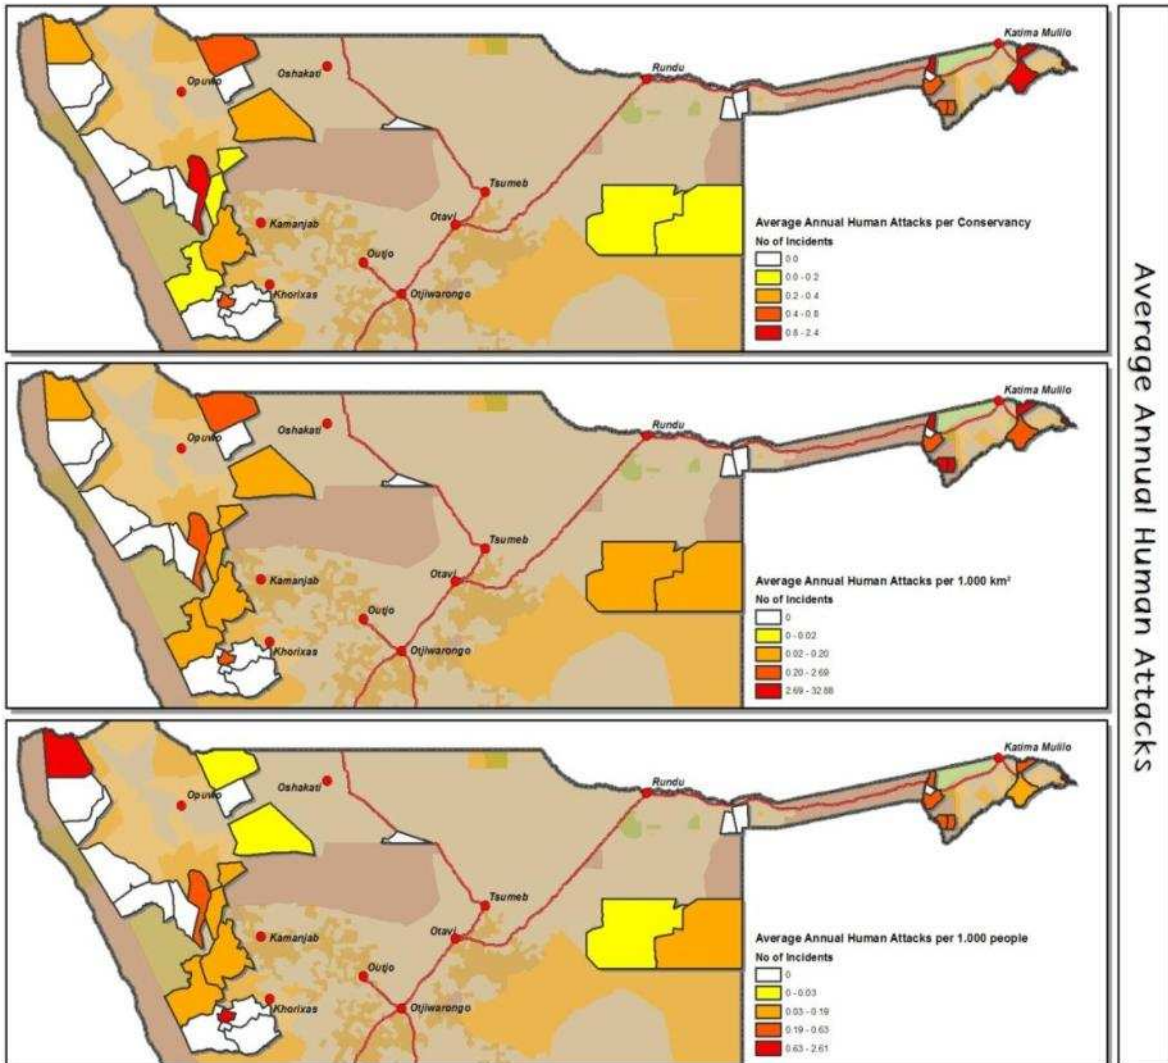 Katima Mulilo
Rundu
Oshakati
Opuwo
Tsumeb
Kamanjab
Otavi
Outjo
Khorixas
Otjiwarongo
Average Annual Human Attacks per Conservancy
No of Incidents
0.0
0.0 - 0.2
0.2 - 0.4
0.4 - 0.8
0.8 - 2.4
Katima Mulilo
Rundu
Oshakati
Opuwo
Tsumeb
Kamanjab
Otavi
Outjo
Khorixas
Otjiwarongo
Average Annual Human Attacks per 1.000 km²
No of Incidents
0
0 - 0.02
0.02 - 0.20
0.20 - 2.69
2.69 - 32.88
Katima Mulilo
Rundu
Oshakati
Opuwo
Tsumeb
Kamanjab
Otavi
Outjo
Khorixas
Otjiwarongo
Average Annual Human Attacks per 1.000 people
No of Incidents
0
0 - 0.03
0.03 - 0.19
0.19 - 0.63
0.63 - 2.61
Average Annual Human Attacks